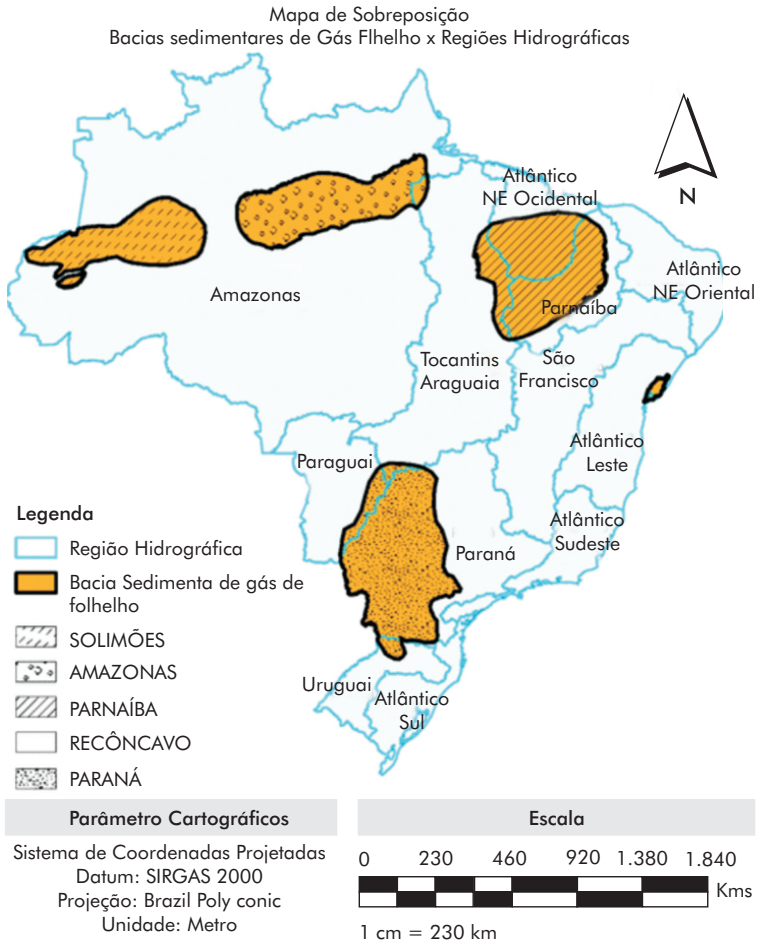 Mapa de Sobreposição
Bacias sedimentares de Gás Flhelho x Regiões Hidrográficas
N
Atlântico
NE Ocidental
Atlântico
NE Oriental
Amazonas
Parnaíba
Tocantins
Araguaia
São
Francisco
Atlântico
Leste
Paraguai
Atlântico
Sudeste
Paraná
Uruguai
Atlântico
Sul
Legenda
Região Hidrográfica
Bacia Sedimenta de gás de
folhelho
SOLIMÕES
AMAZONAS
PARNAÍBA
RECÔNCAVO
PARANÁ
Parâmetro Cartográficos
Sistema de Coordenadas Projetadas
Datum: SIRGAS 2000
Projeção: Brazil Poly conic
Unidade: Metro
Escala
0 230 460 920 1.380 1.840
Kms
1 cm = 230 km